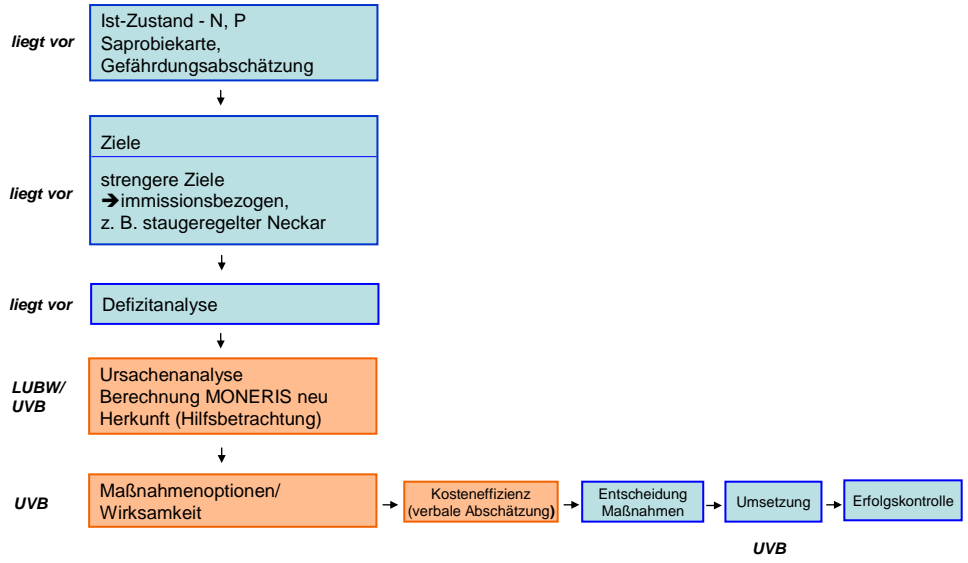 liegt vor
Ist-Zustand - N, P
Saprobiekarte,
Gefährdungsabschätzung
liegt vor
Ziele
strengere Ziele
➔immissionsbezogen,
z. B. staugeregelter Neckar
liegt vor
Defizitanalyse
LUBW/
UVB
Ursachenanalyse
Berechnung MONERIS neu
Herkunft (Hilfsbetrachtung)
UVB
Maßnahmenoptionen/
Wirksamkeit
Kosteneffizienz
(verbale Abschätzung)
Entscheidung
Maßnahmen
Umsetzung
Erfolgskontrolle
UVB